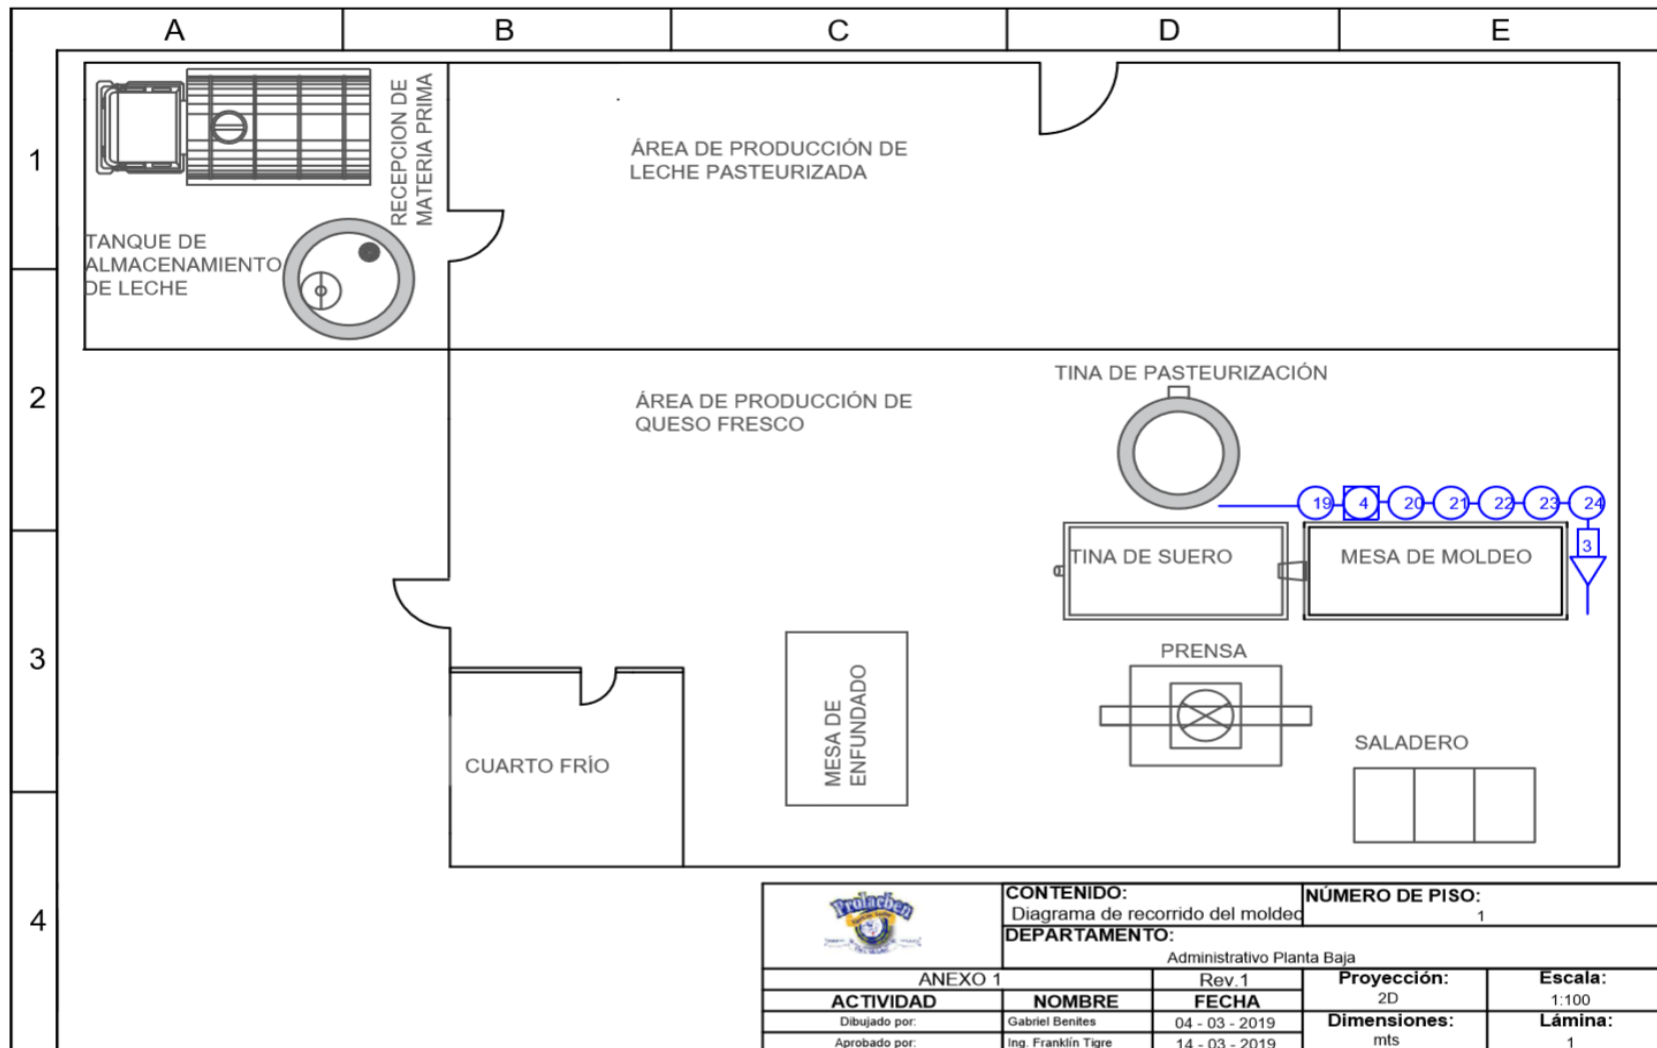 A B C D E
1
RECEPCION DE
MATERIA PRIMA
ÁREA DE PRODUCCIÓN DE
LECHE PASTEURIZADA
TANQUE DE
ALMACENAMIENTO
DE LECHE
2
TINA DE PASTEURIZACIÓN
ÁREA DE PRODUCCIÓN DE
QUESO FRESCO
19 4 20 21 22 23 24
3
TINA DE SUERO
MESA DE MOLDEO
3
PRENSA
MESA DE
ENFUNDADO
SALADERO
CUARTO FRÍO
4
Prolacben
CONTENIDO:
Diagrama de recorrido del moldeo
NÚMERO DE PISO:
1
DEPARTAMENTO:
Administrativo Planta Baja
ANEXO 1 Rev.1 Proyección: Escala:
2D 1:100
ACTIVIDAD NOMBRE FECHA
Dibujado por: Gabriel Benites 04 - 03 - 2019 Dimensiones: Lámina:
Aprobado por: Ing. Franklín Tigre 14 - 03 - 2019 mts 1